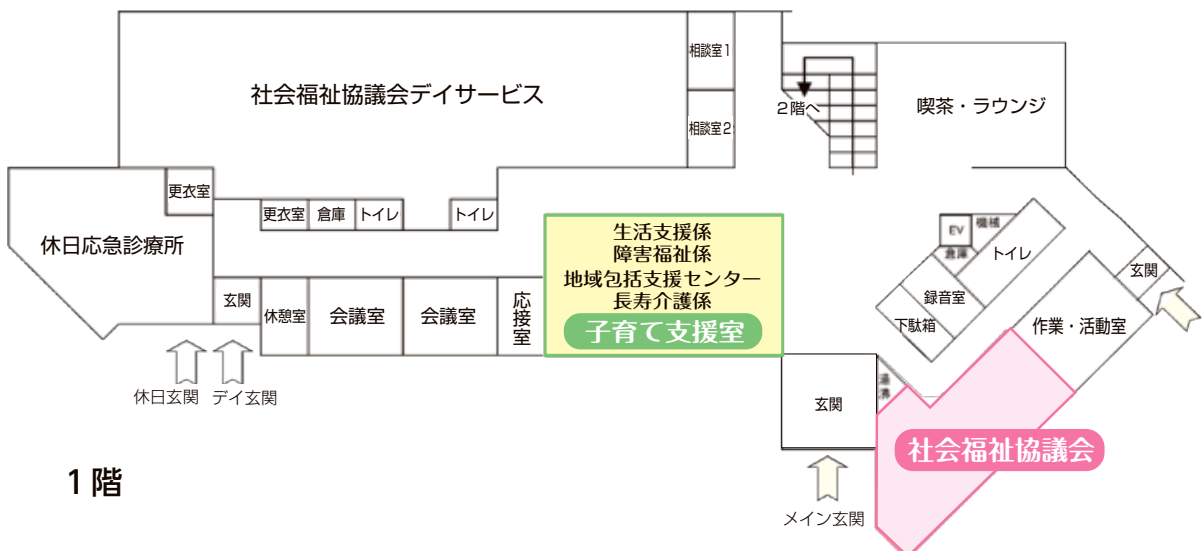 相談室1
社会福祉協議会デイサービス
2階へ
喫茶・ラウンジ
相談室2
更衣室
更衣室
倉庫
トイレ
トイレ
休日応急診療所
生活支援係
障害福祉係
地域包括支援センター
長寿介護係
子育て支援室
EV
機械
倉庫
トイレ
玄関
玄関
休憩室
会議室
会議室
応接室
録音室
下駄箱
作業・活動室
休日玄関
デイ玄関
玄関
湯沸
社会福祉協議会
1階
メイン玄関